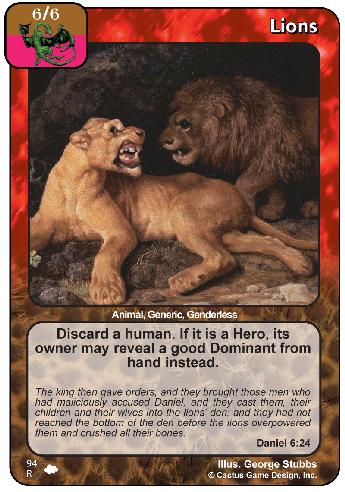 6/6
Lions
Animal, Generic, Genderless
Discard a human. If it is a Hero, its
owner may reveal a good Dominant from
hand instead.
The king then gave orders, and they brought those men who
had maliciously accused Daniel, and they cast them, their
children and their wives into the lions' den; and they had not
reached the bottom of the den before the lions overpowered
them and crushed all their bones.
Daniel 6:24
94
R
Illus. George Stubbs
© Cactus Game Design, Inc.